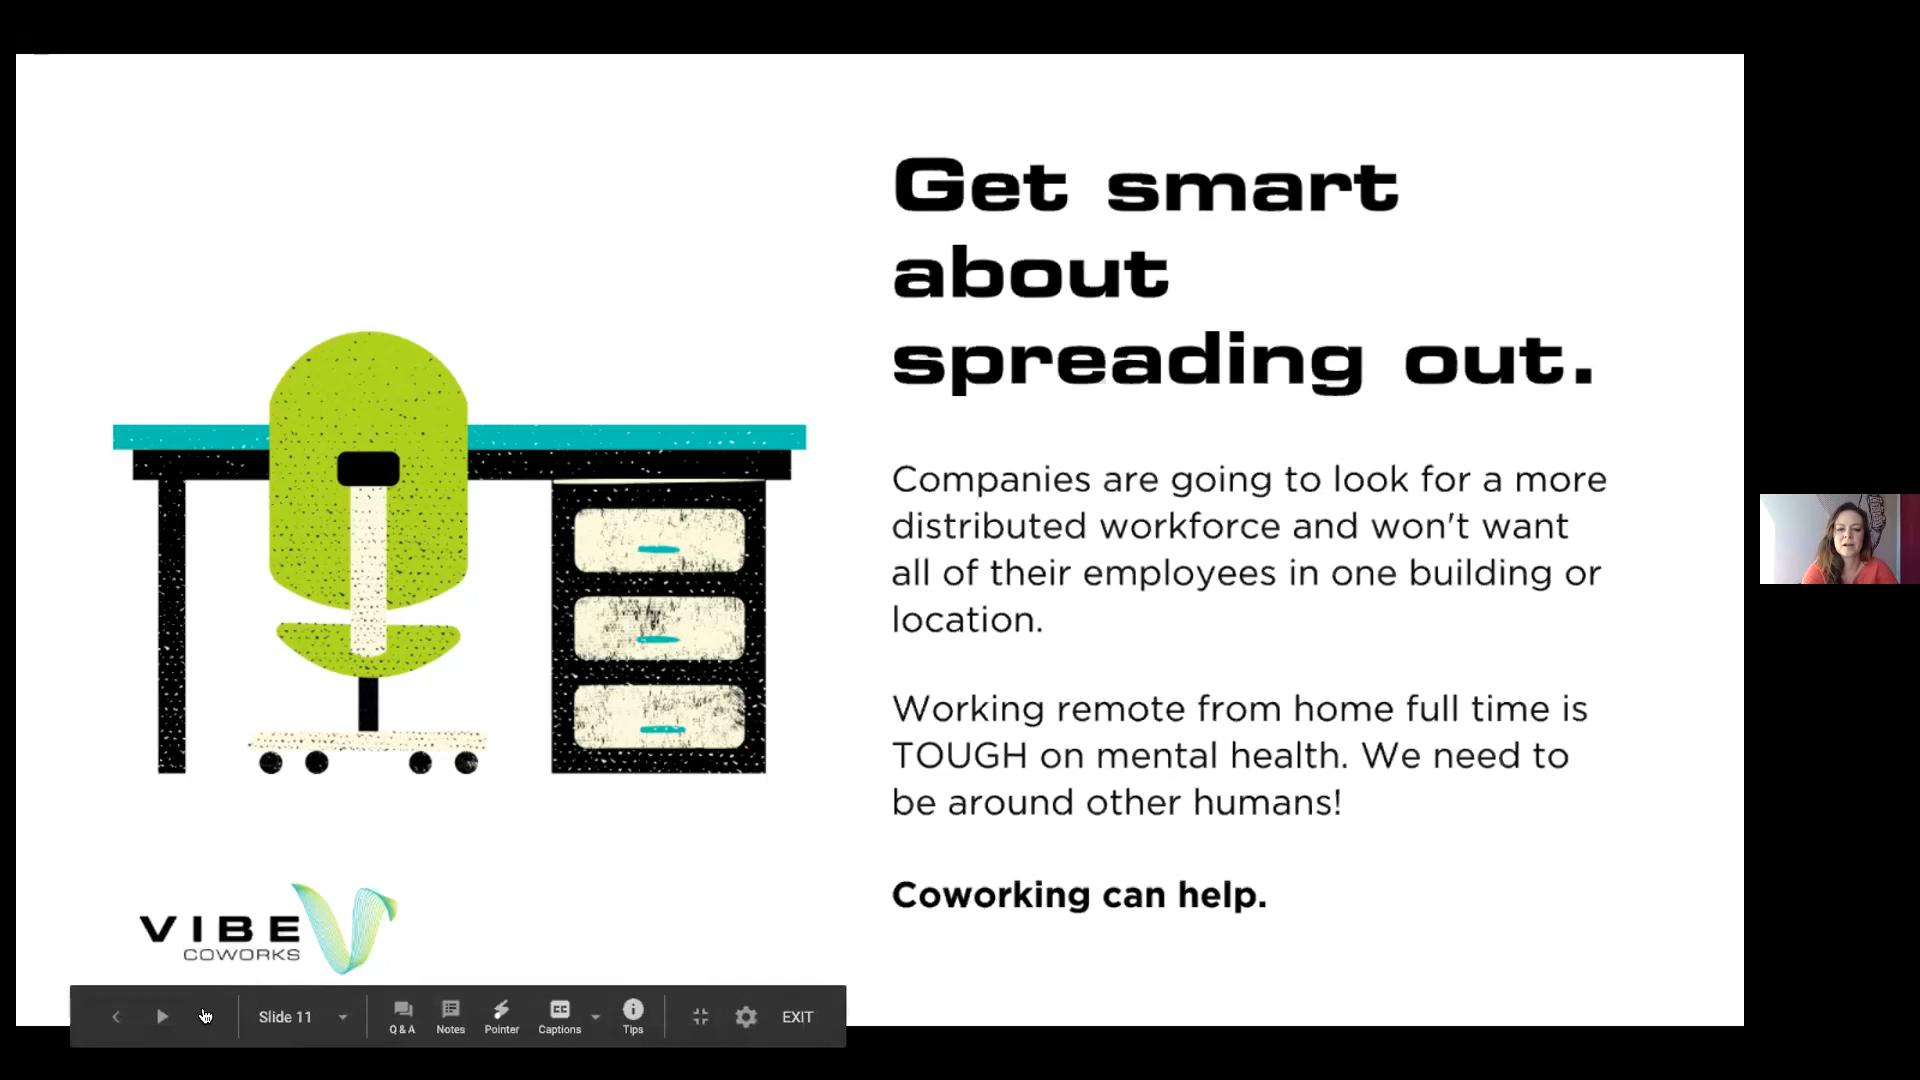 Get smart
about
spreading out.
Companies are going to look for a more
distributed workforce and won't want
all of their employees in one building or
location.
Working remote from home full time is
TOUGH on mental health. We need to
be around other humans!
Coworking can help.
VIBE
COWORKS
Slide 11
Q & A
Notes
Pointer
CC
Captions
Tips
EXIT